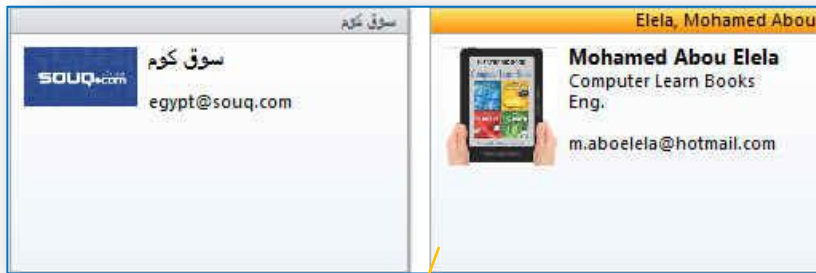 سوق كوم
souq.com
سوق كوم
egypt@souq.com
Elela, Mohamed Abou
Mohamed Abou Elela
Computer Learn Books
Eng.
m.aboelela@hotmail.com